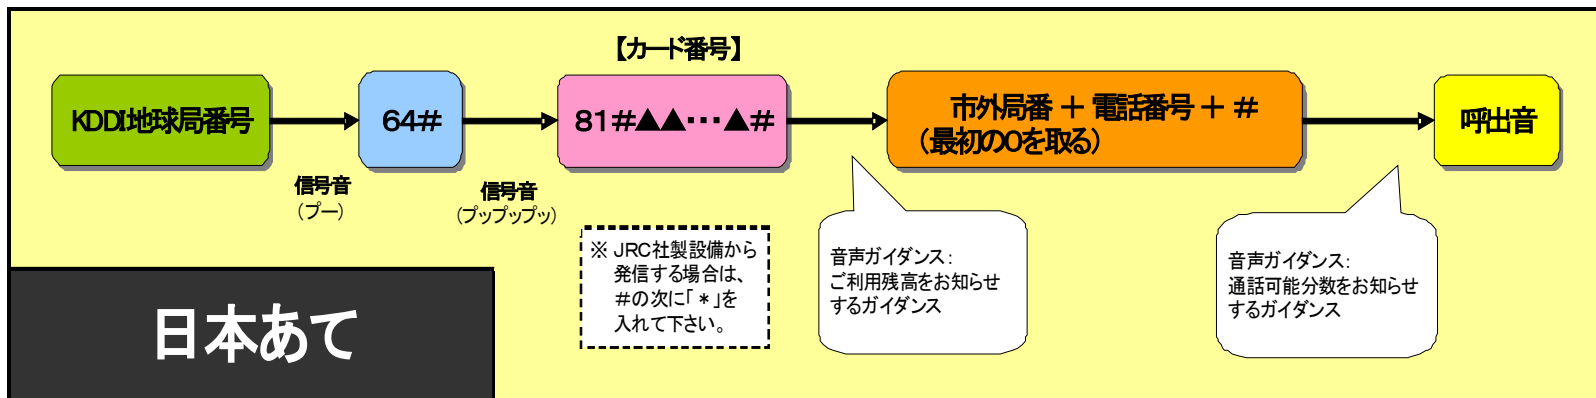 【カード番号】
KDDI地球局番号
64#
81#▲▲･･･▲#
市外局番 + 電話番号 + #
(最初の0を取る)
呼出音
信号音
(プー)
信号音
(プップップッ)
※ JRC社製設備から
発信する場合は、
#の次に「*」を
入れて下さい。
音声ガイダンス:
ご利用残高をお知らせ
するガイダンス
音声ガイダンス:
通話可能分数をお知らせ
するガイダンス
日本あて